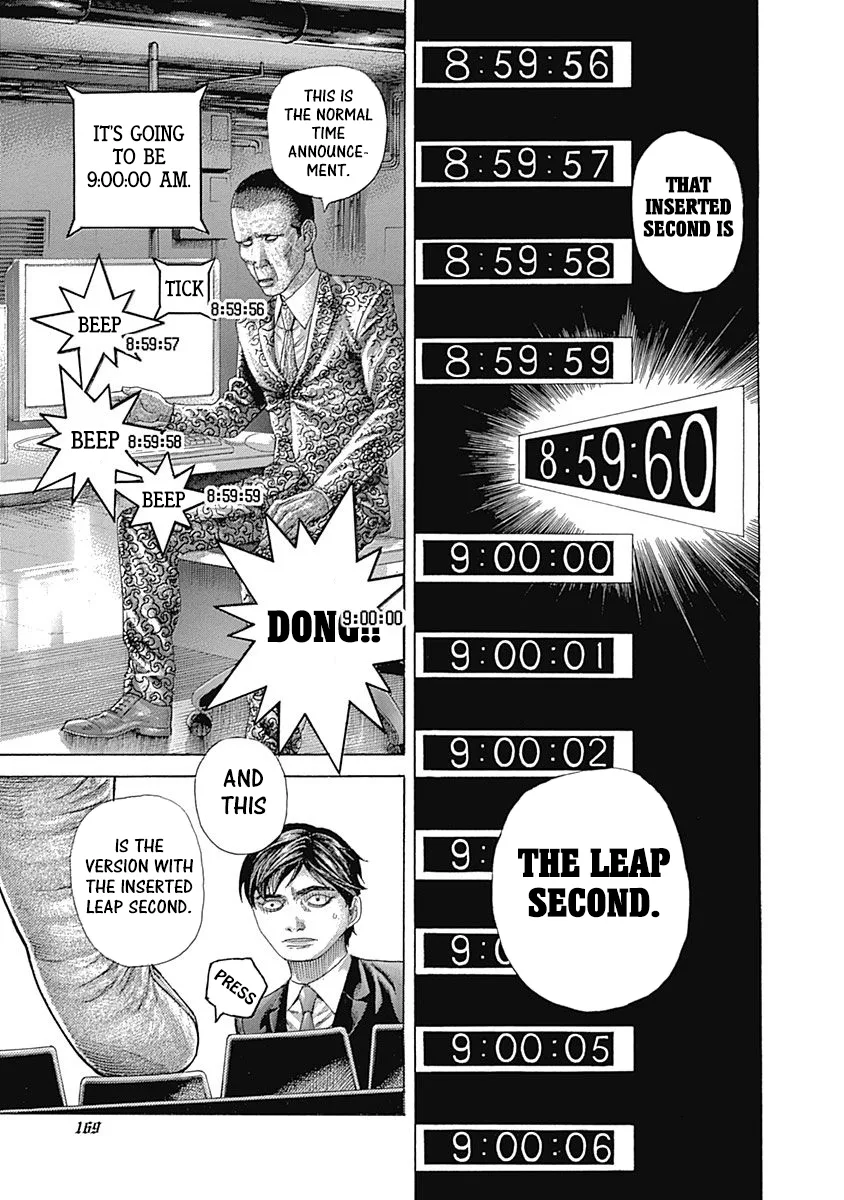 8:59:56
8:59:57
THAT
INSERTED
SECOND IS
8:59:58
8:59:59
8:59:60
9:00:00
9:00:01
9:00:02
9:
THE LEAP
SECOND.
9:0
9:00:05
9:00:06
THIS IS
THE NORMAL
TIME
ANNOUNCE-
MENT.
IT'S GOING
TO BE
9:00:00 AM.
TICK
8:59:56
BEEP
8:59:57
BEEP
8:59:58
BEEP
8:59:59
DONG!!
9:00:00
AND
THIS
IS THE
VERSION WITH
THE INSERTED
LEAP SECOND.
PRESS
169